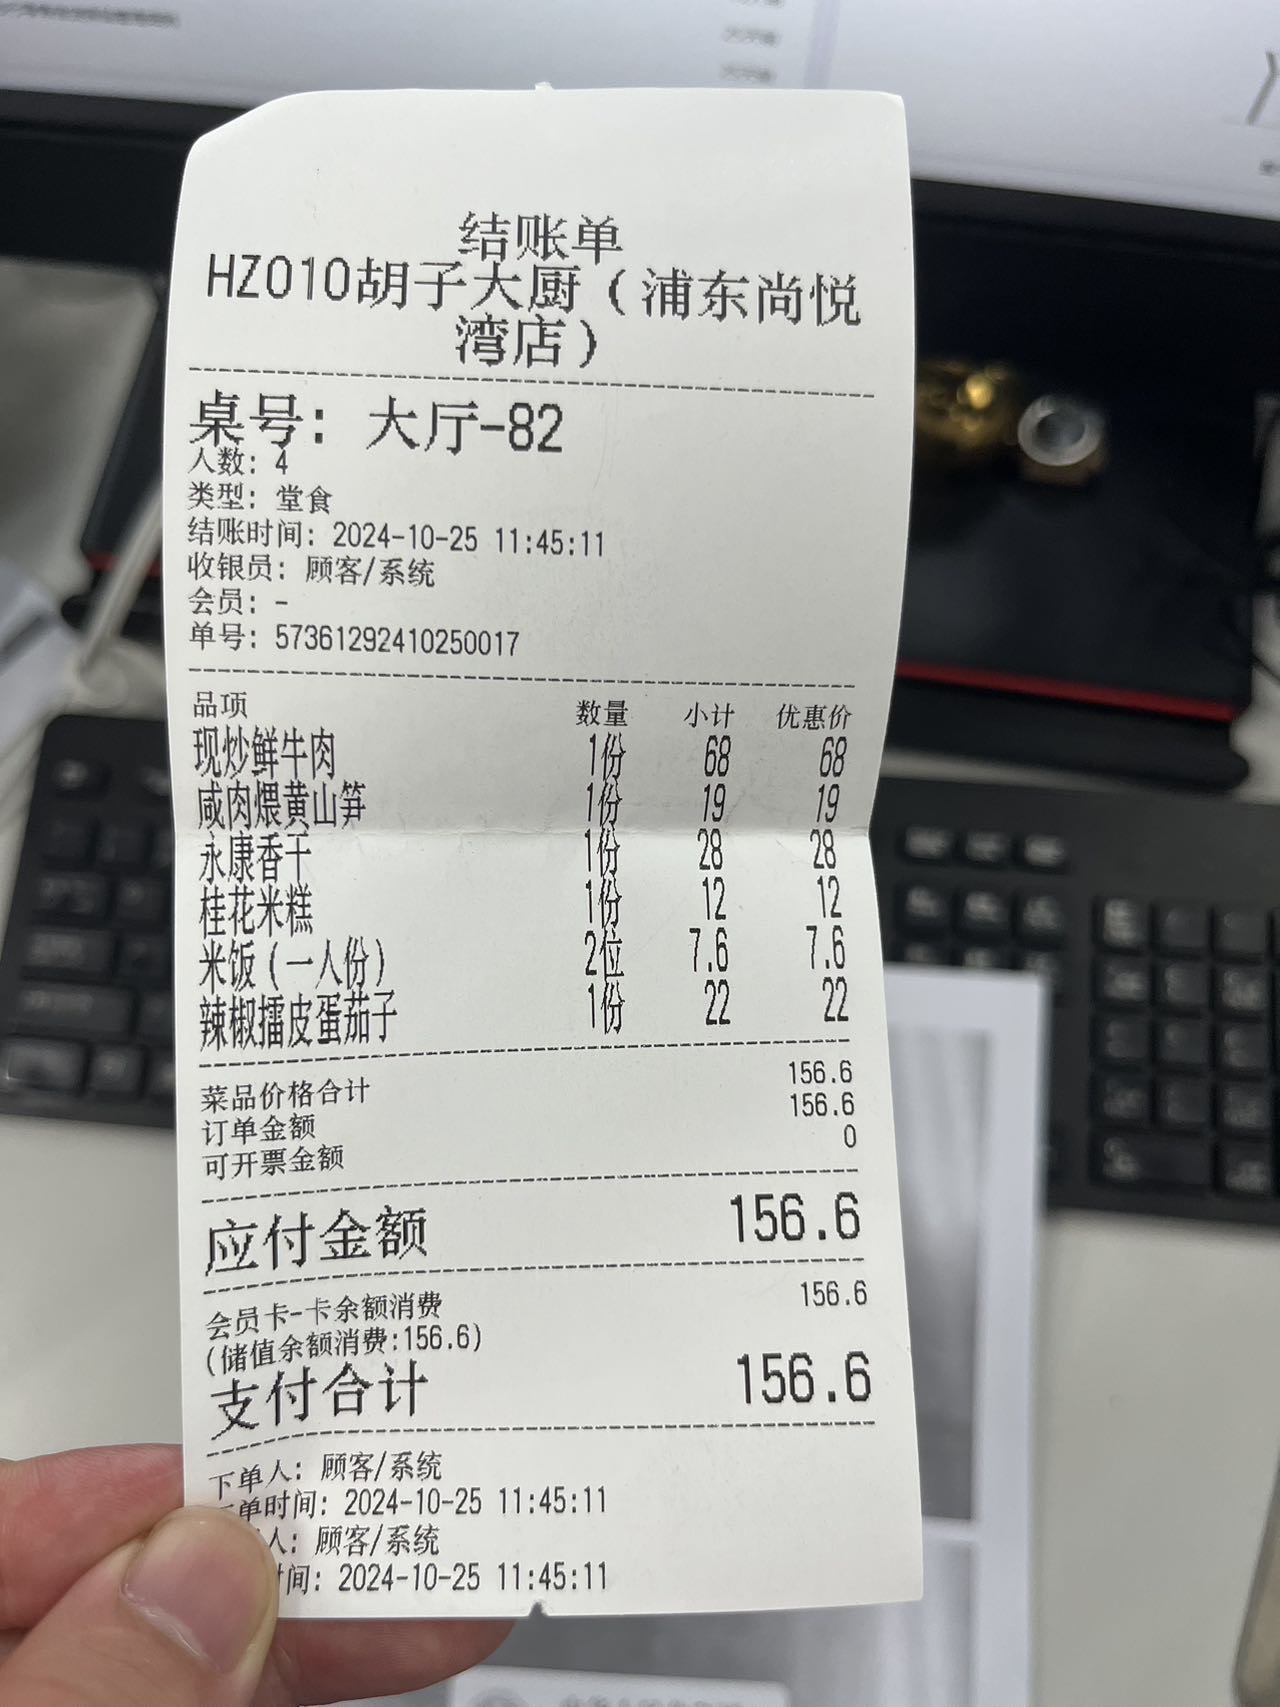 结账单
HZ010胡子大厨（浦东尚悦
湾店）
桌号: 大厅-82
人数: 4
类型: 堂食
结账时间: 2024-10-25 11:45:11
收银员: 顾客/系统
会员: -
单号: 57361292410250017
品项 数量 小计 优惠价
现炒鲜牛肉 1份 68 68
咸肉煨黄山笋 1份 19 19
永康香干 1份 28 28
桂花米糕 1份 12 12
米饭（一人份） 2位 7.6 7.6
辣椒擂皮蛋茄子 1份 22 22
菜品价格合计 156.6
订单金额 156.6
可开票金额 0
应付金额 156.6
会员卡-卡余额消费 156.6
(储值余额消费:156.6)
支付合计 156.6
下单人: 顾客/系统
单时间: 2024-10-25 11:45:11
人: 顾客/系统
时间: 2024-10-25 11:45:11